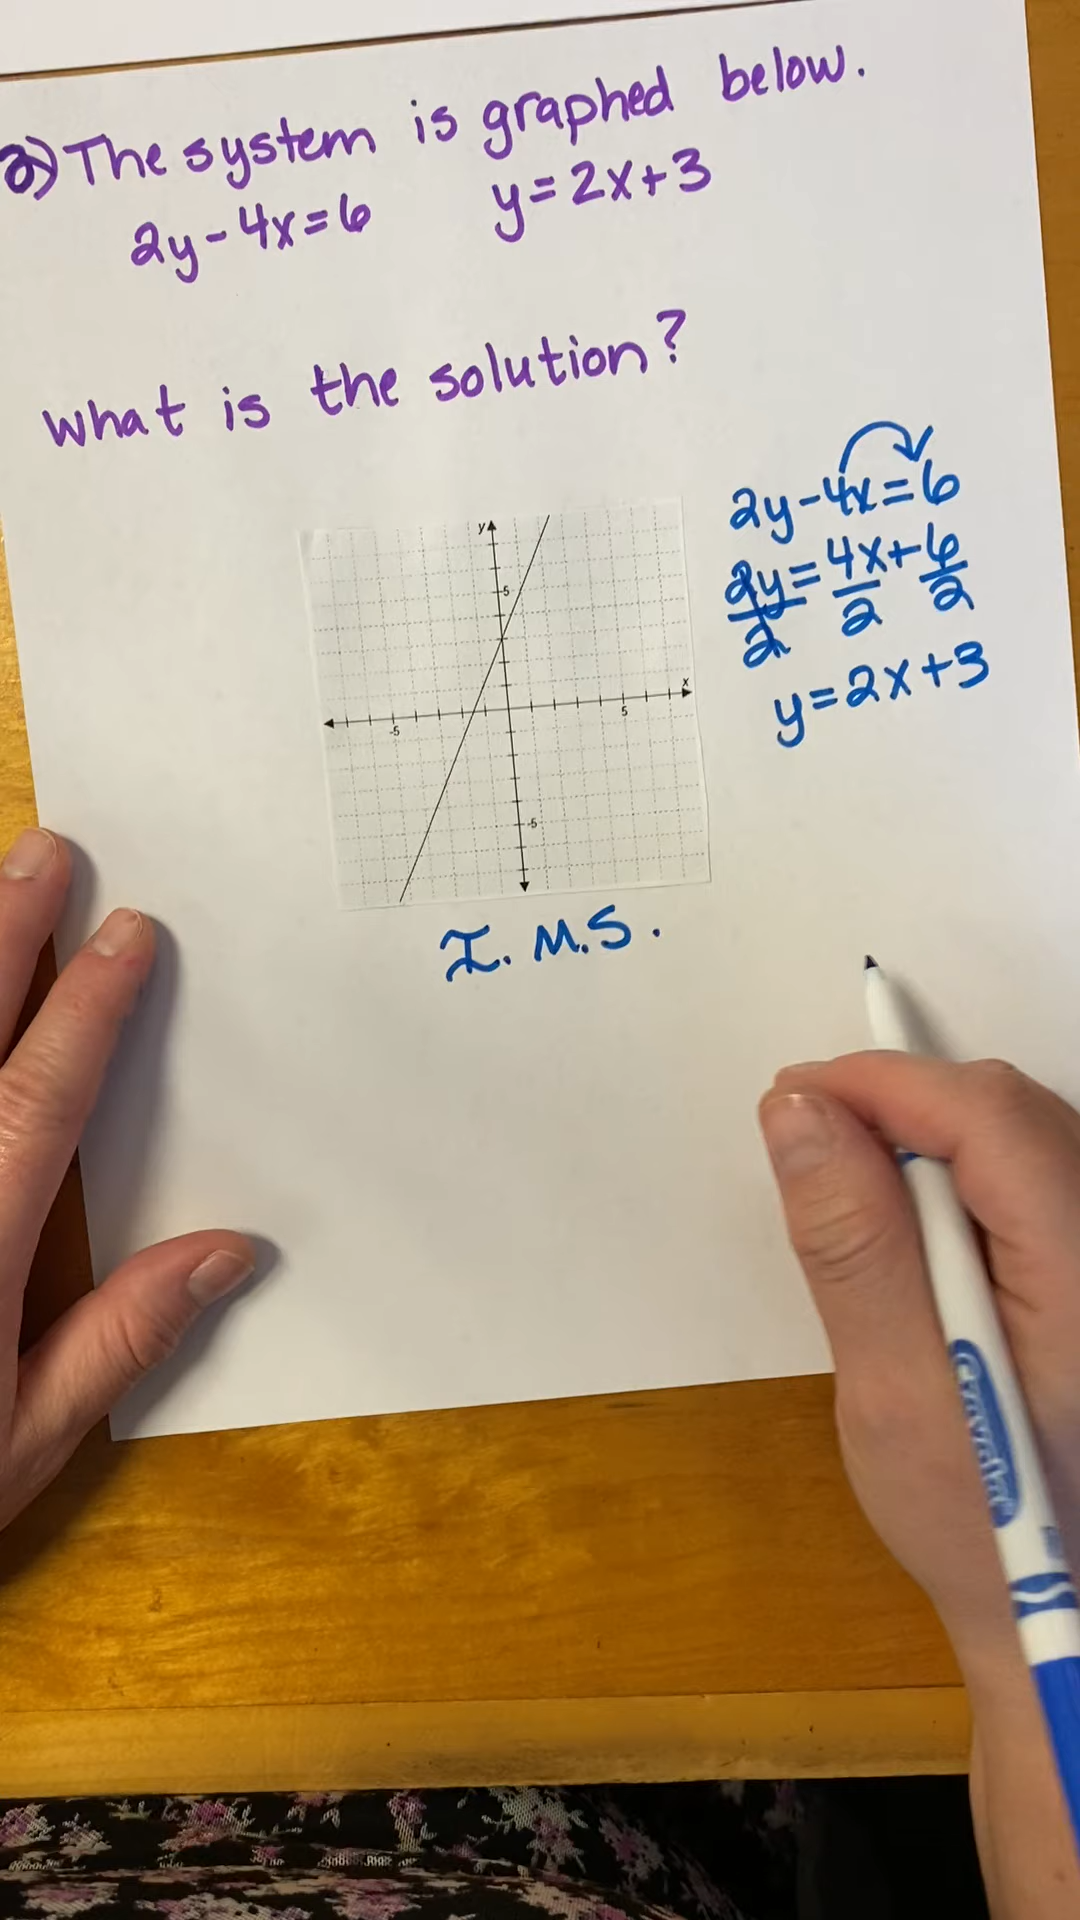 2) The system is graphed below.
2y-4x=6 y=2x+3
What is the solution?
2y-4x=6
2y/2=4x/2+6/2
y=2x+3
y
5
x
-5
5
-5
I. M.S.
Crayola